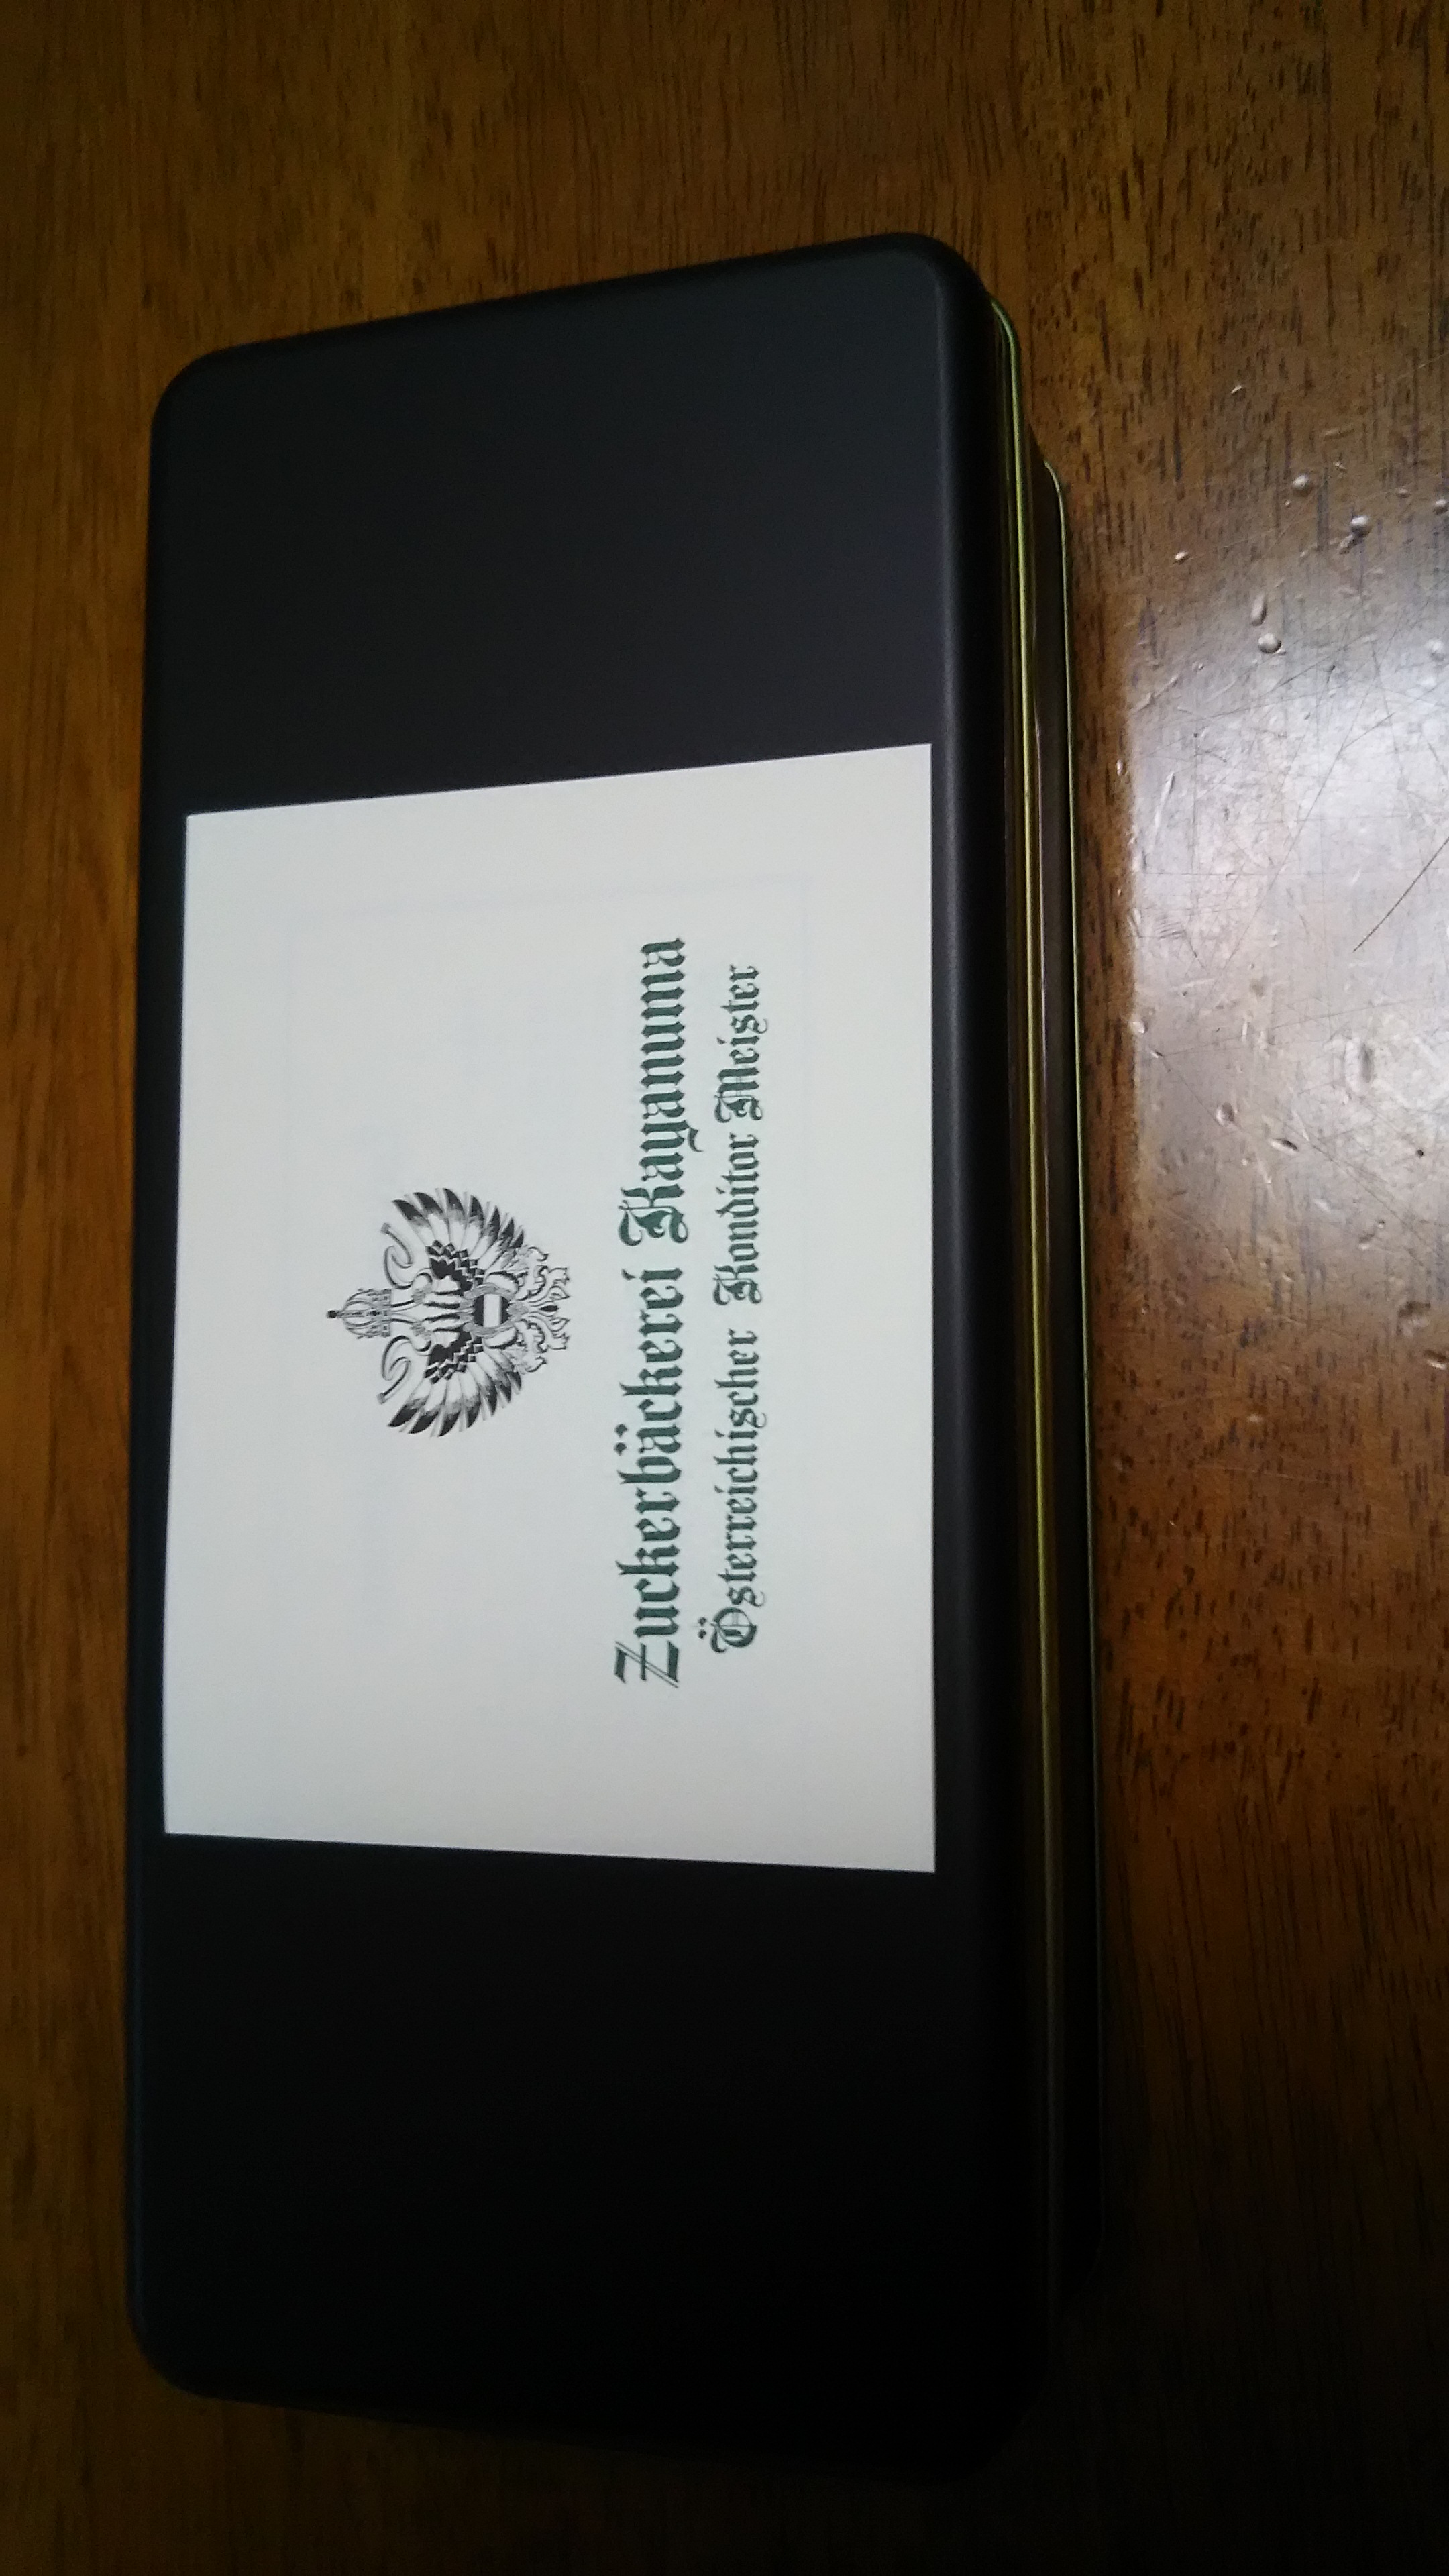 Zuckerbäckerei Kayanuma
Österreichischer Konditor Meister